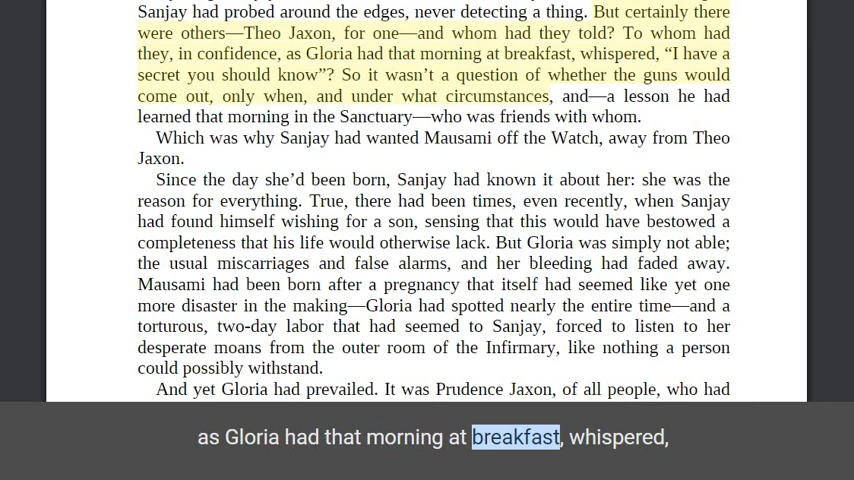 Sanjay had probed around the edges, never detecting a thing. But certainly there
were others—Theo Jaxon, for one—and whom had they told? To whom had
they, in confidence, as Gloria had that morning at breakfast, whispered, “I have a
secret you should know”? So it wasn’t a question of whether the guns would
come out, only when, and under what circumstances, and—a lesson he had
learned that morning in the Sanctuary—who was friends with whom.
Which was why Sanjay had wanted Mausami off the Watch, away from Theo
Jaxon.
Since the day she’d been born, Sanjay had known it about her: she was the
reason for everything. True, there had been times, even recently, when Sanjay
had found himself wishing for a son, sensing that this would have bestowed a
completeness that his life would otherwise lack. But Gloria was simply not able;
the usual miscarriages and false alarms, and her bleeding had faded away.
Mausami had been born after a pregnancy that itself had seemed like yet one
more disaster in the making—Gloria had spotted nearly the entire time—and a
torturous, two-day labor that had seemed to Sanjay, forced to listen to her
desperate moans from the outer room of the Infirmary, like nothing a person
could possibly withstand.
And yet Gloria had prevailed. It was Prudence Jaxon, of all people, who had
as Gloria had that morning at breakfast, whispered,